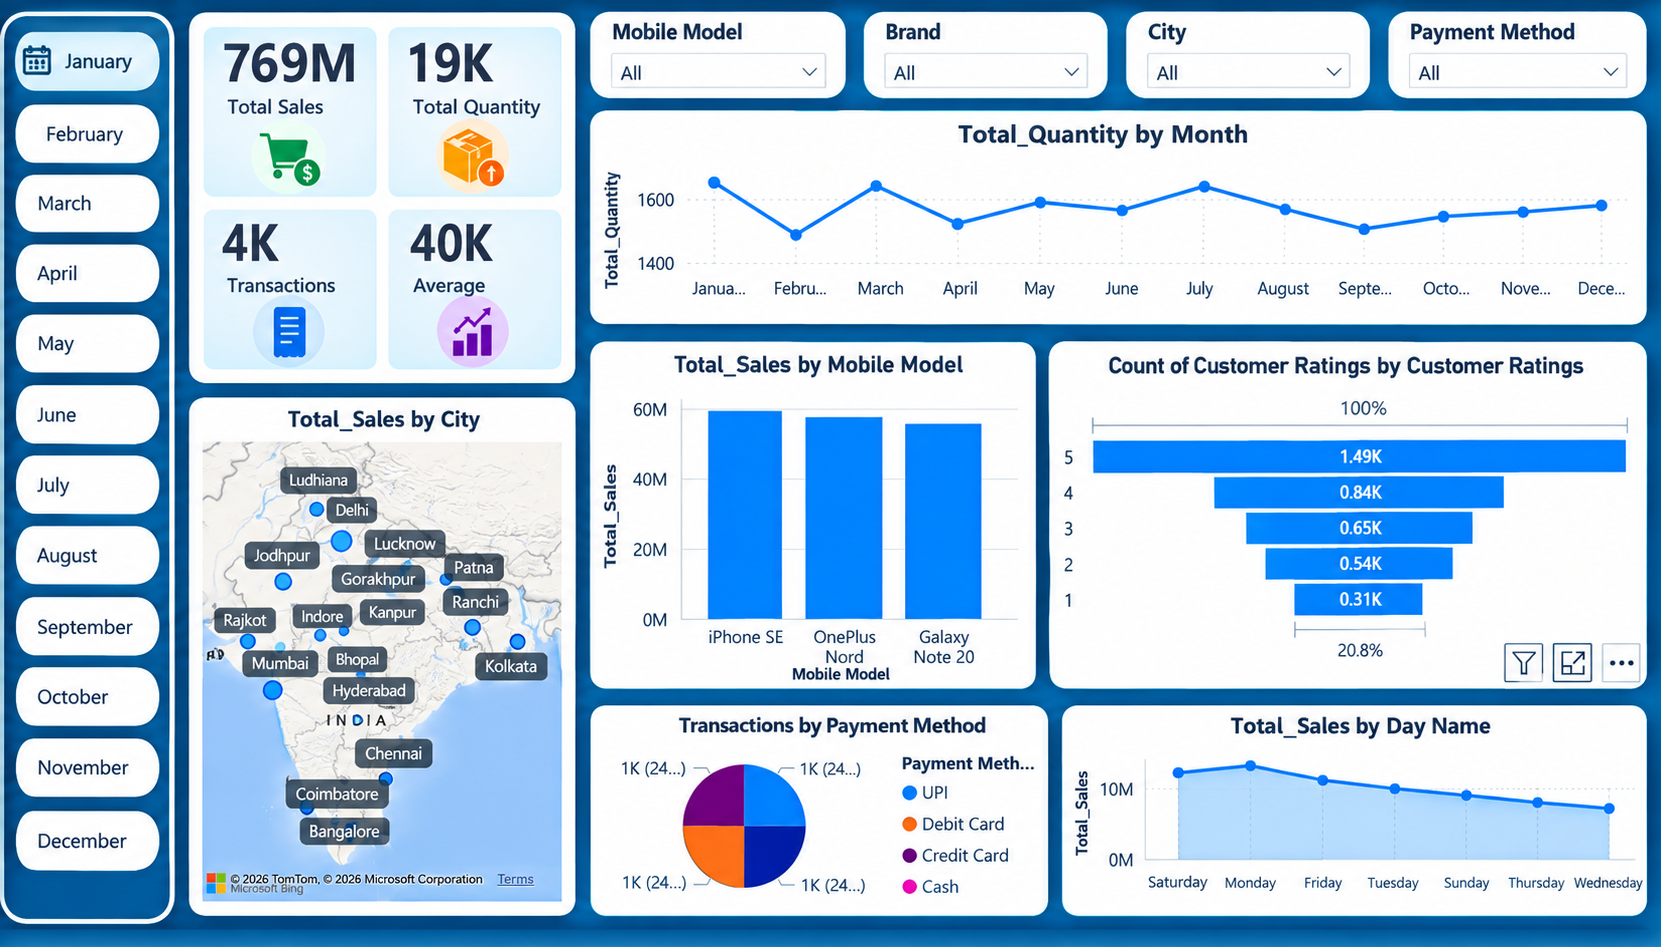 January
February
March
April
May
June
July
August
September
October
November
December
769M
Total Sales
19K
Total Quantity
4K
Transactions
40K
Average
Mobile Model
All
Brand
All
City
All
Payment Method
All
Total_Quantity by Month
Total_Quantity
1600
1400
Janua...
Febru...
March
April
May
June
July
August
Septe...
Octo...
Nove...
Dece...
Total_Sales by City
Ludhiana
Delhi
Lucknow
Jodhpur
Patna
Gorakhpur
Ranchi
Kanpur
Indore
Rajkot
Mumbai
Bhopal
Kolkata
Hyderabad
INDIA
Chennai
Coimbatore
Bangalore
© 2026 TomTom, © 2026 Microsoft Corporation
Terms
Microsoft Bing
Total_Sales by Mobile Model
Total_Sales
60M
40M
20M
0M
iPhone SE
OnePlus
Nord
Galaxy
Note 20
Mobile Model
Count of Customer Ratings by Customer Ratings
100%
5
1.49K
4
0.84K
3
0.65K
2
0.54K
1
0.31K
20.8%
Transactions by Payment Method
1K (24...)
1K (24...)
1K (24...)
1K (24...)
Payment Meth...
UPI
Debit Card
Credit Card
Cash
Total_Sales by Day Name
Total_Sales
10M
0M
Saturday
Monday
Friday
Tuesday
Sunday
Thursday
Wednesday